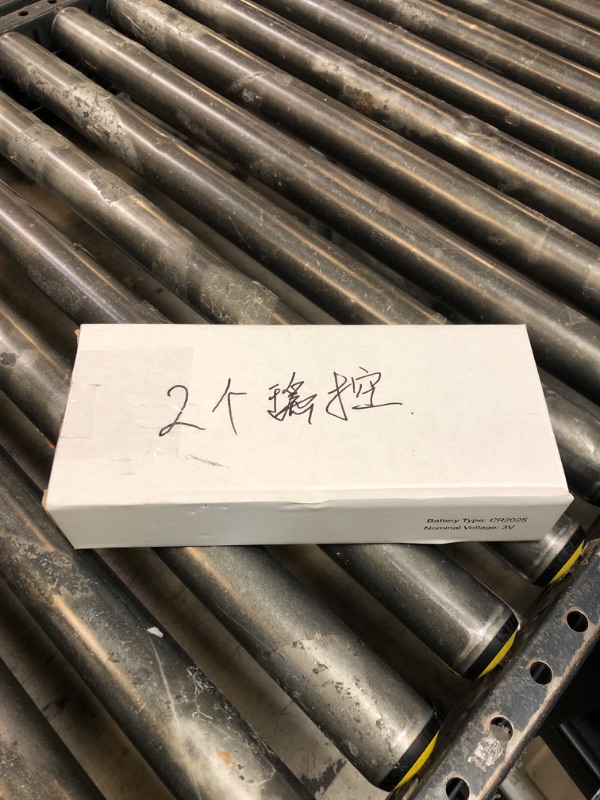 2个遥控.
Battery Type: CR2025
Nominal Voltage: 3V